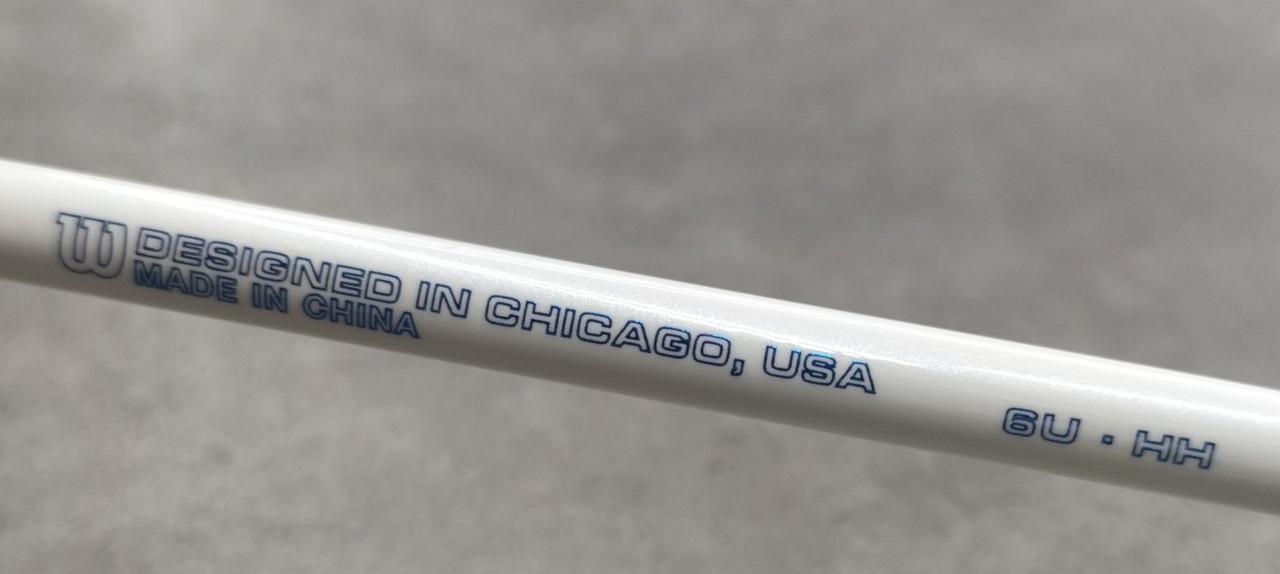 W DESIGNED IN CHICAGO, USA
MADE IN CHINA
6U · HH